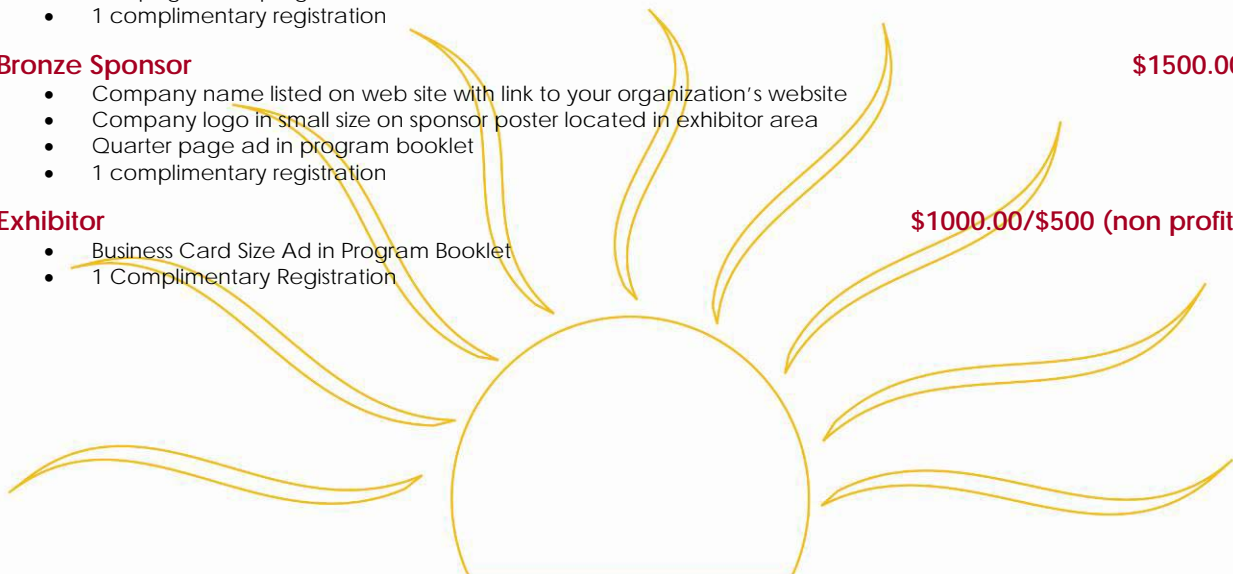 • 1 complimentary registration
Bronze Sponsor $1500.00
• Company name listed on web site with link to your organization's website
• Company logo in small size on sponsor poster located in exhibitor area
• Quarter page ad in program booklet
• 1 complimentary registration
Exhibitor $1000.00/$500 (non profit
• Business Card Size Ad in Program Booklet
• 1 Complimentary Registration